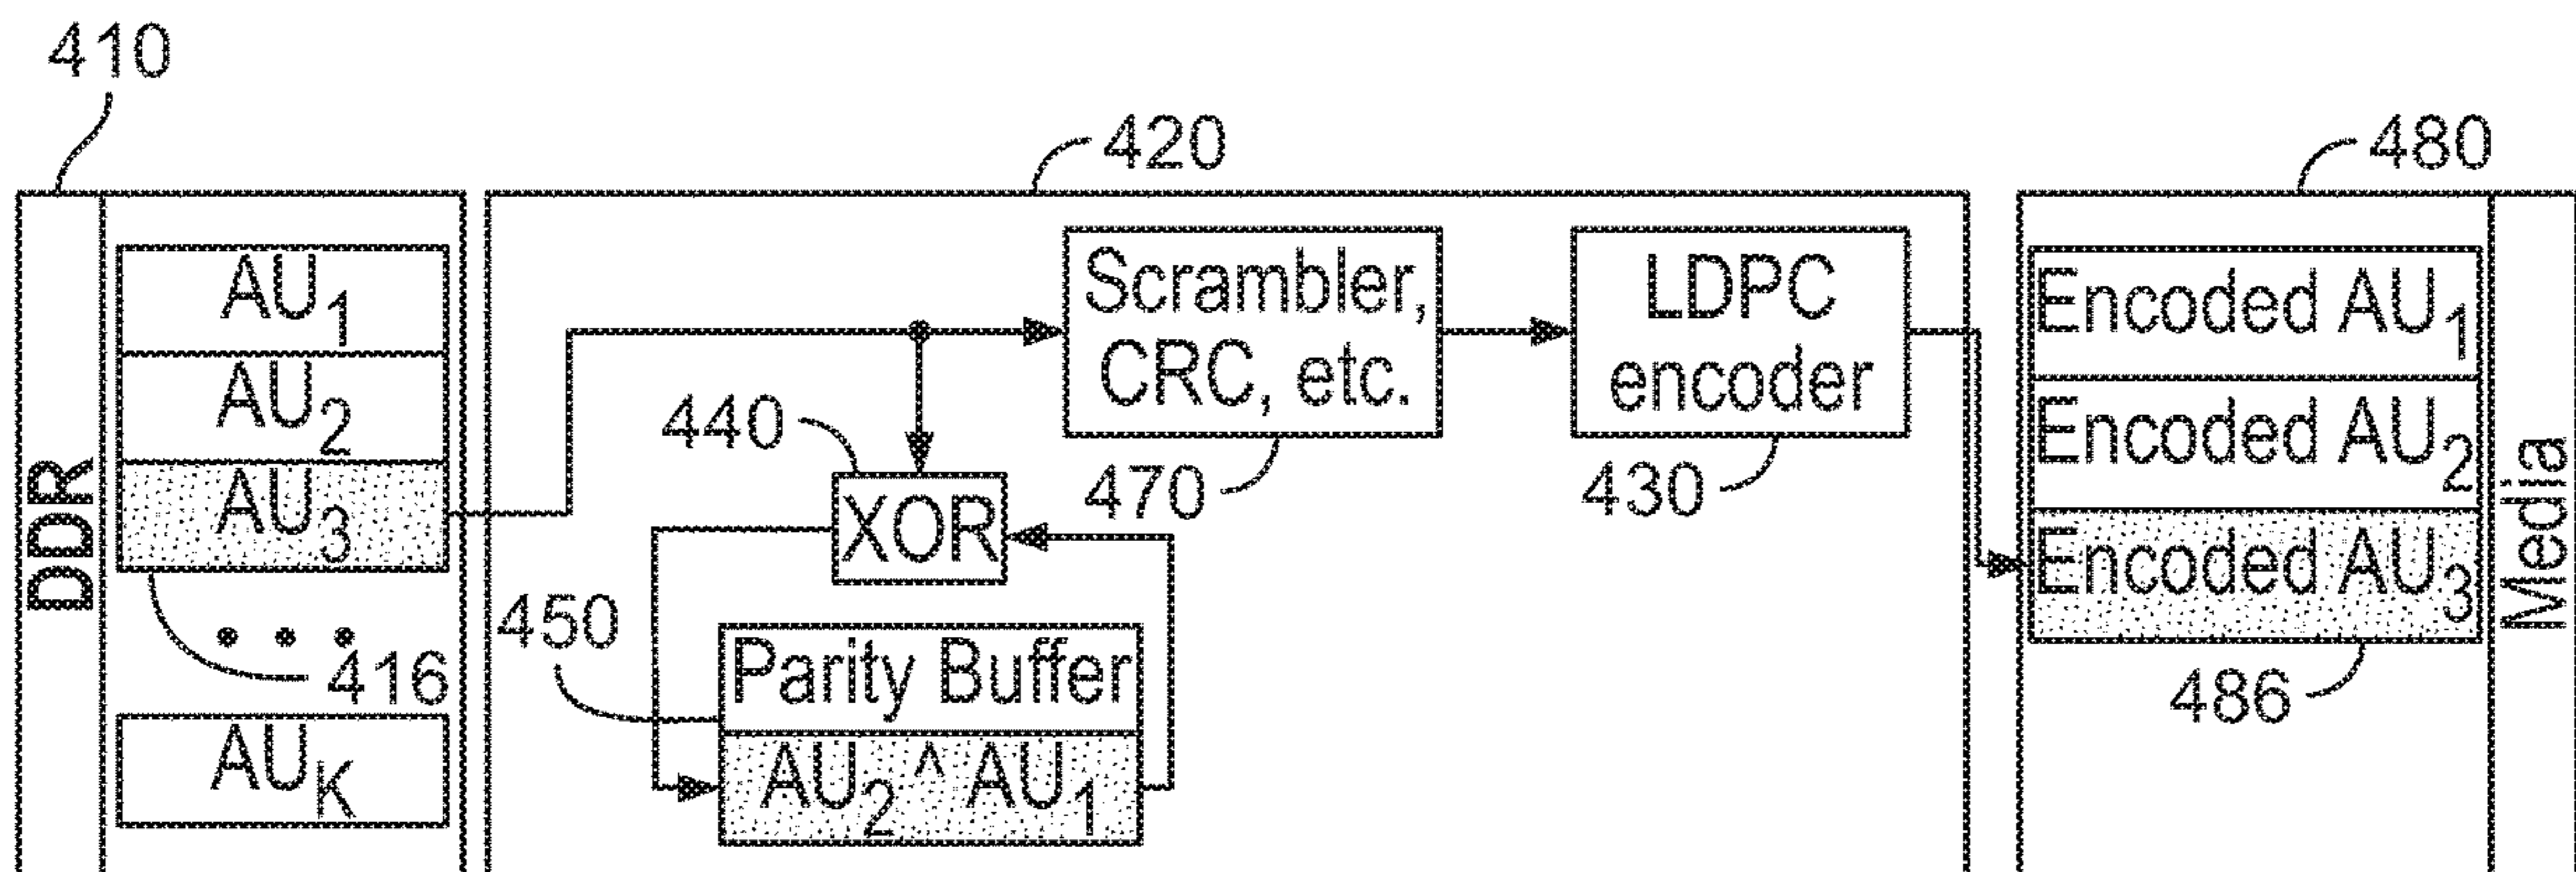 410
420
480
DDR
AU1
AU2
AU3
416
AUK
Scrambler,
CRC, etc.
470
LDPC
encoder
430
440
XOR
450
Parity Buffer
AU2 ^ AU1
Encoded AU1
Encoded AU2
Encoded AU3
486
Media